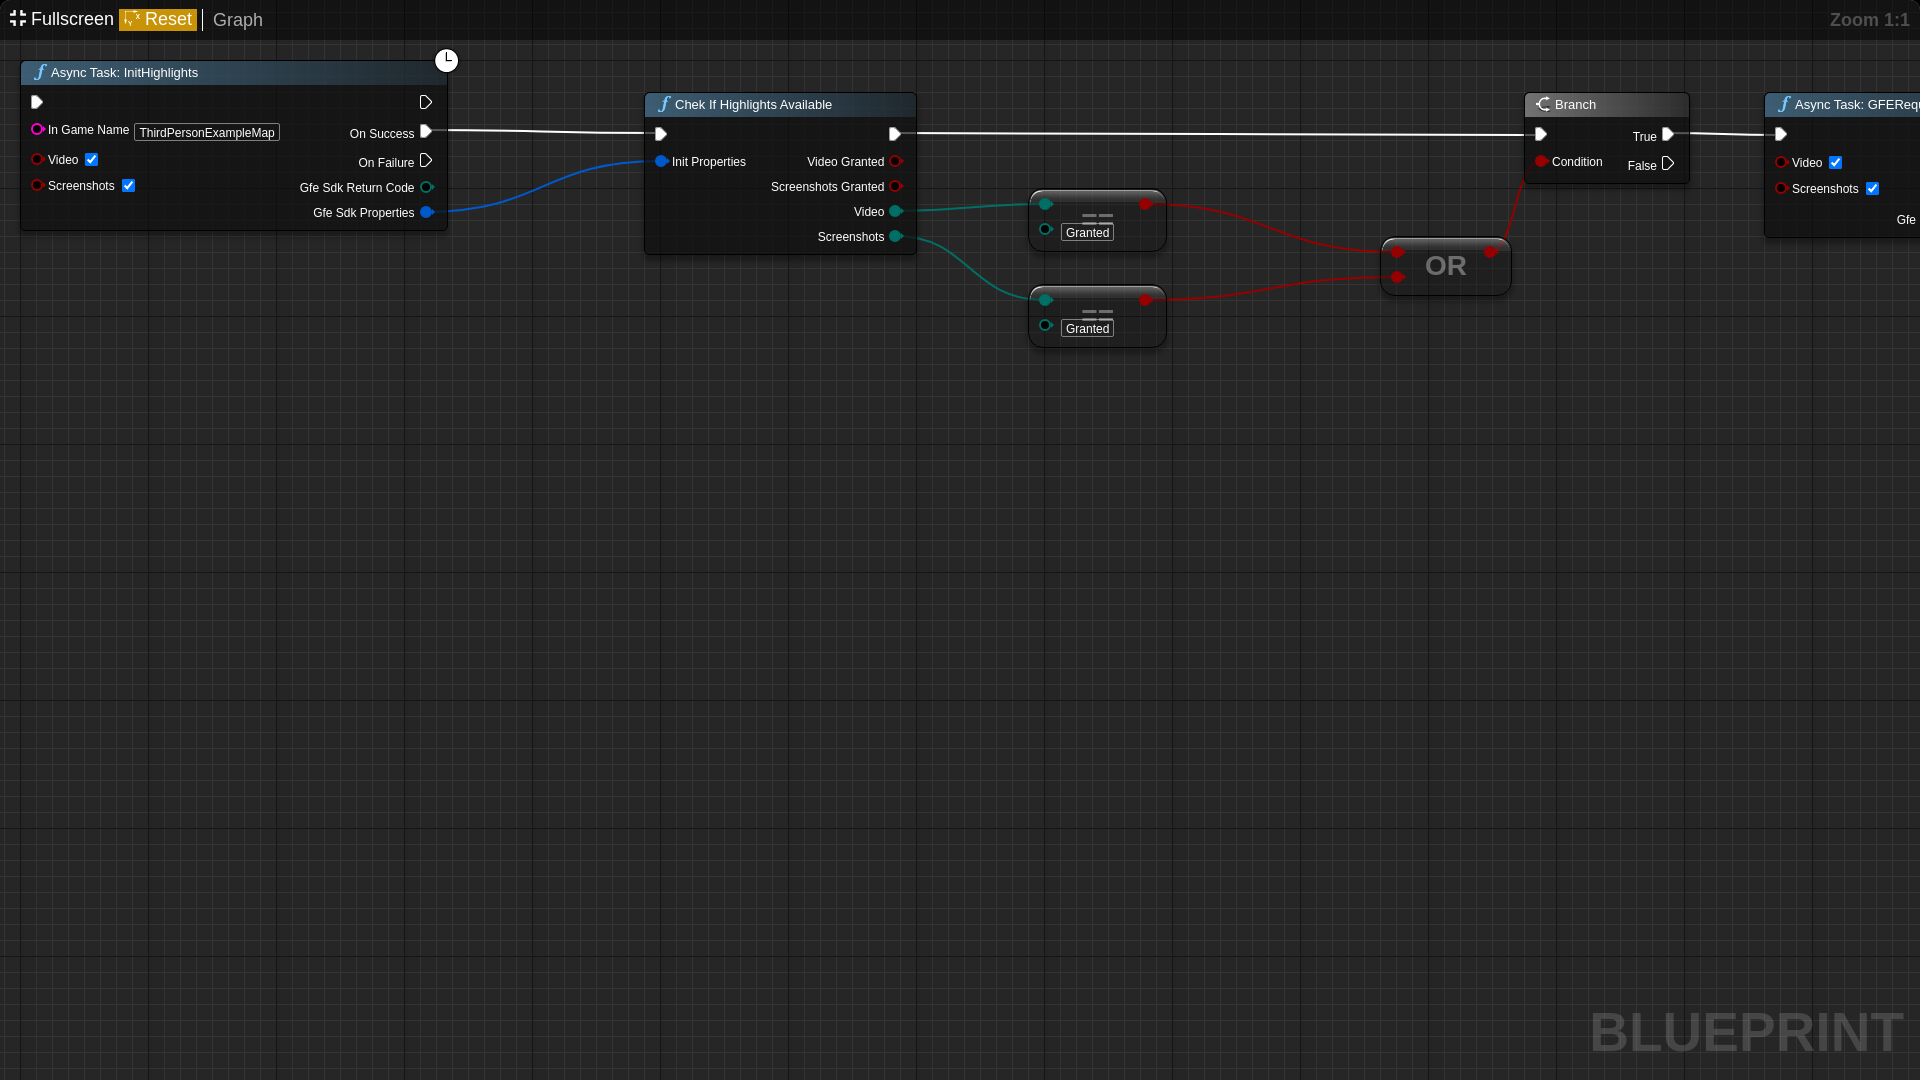 Fullscreen Reset Graph
Zoom 1:1
Async Task: InitHighlights
In Game Name ThirdPersonExampleMap
Video
Screenshots
On Success
On Failure
Gfe Sdk Return Code
Gfe Sdk Properties
Chek If Highlights Available
Init Properties
Video Granted
Screenshots Granted
Video
Screenshots
==
Granted
==
Granted
OR
Branch
Condition
True
False
Async Task: GFERequ
Video
Screenshots
Gfe
BLUEPRINT